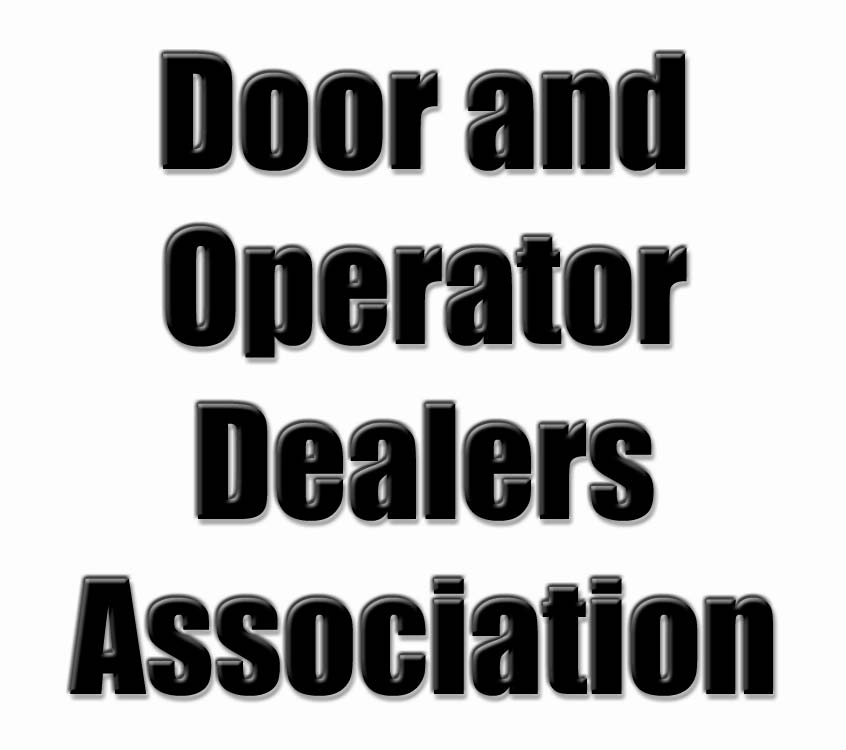 Door and
Operator
Dealers
Association